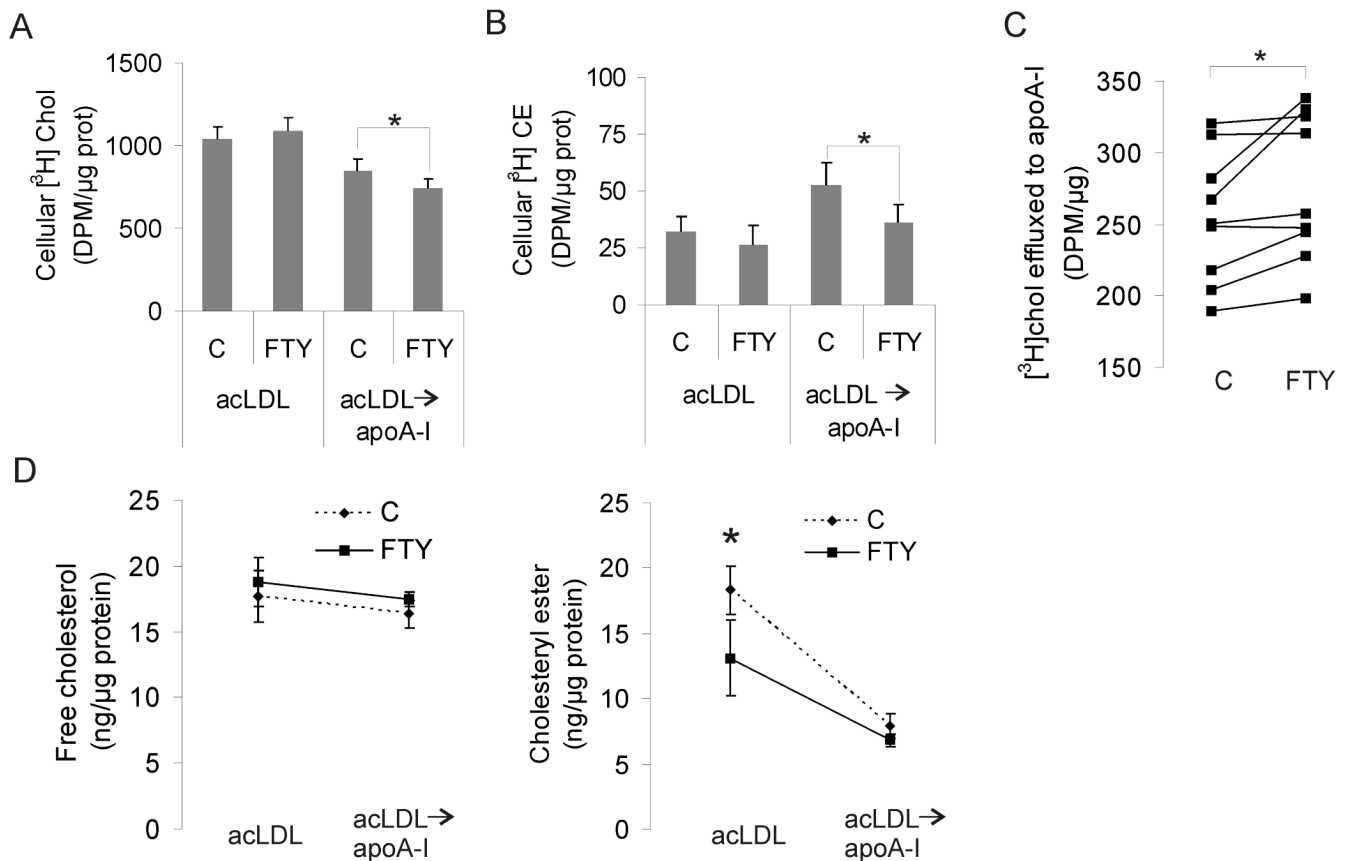 A
Cellular [³H] Chol
(DPM/µg prot)
1500
1000
500
0
*
C
FTY
C
FTY
acLDL
acLDL→
apoA-I
B
Cellular [³H] CE
(DPM/µg prot)
100
75
50
25
0
*
C
FTY
C
FTY
acLDL
acLDL→
apoA-I
C
[³H]chol effluxed to apoA-I
(DPM/µg)
350
300
250
200
150
*
C
FTY
D
Free cholesterol
(ng/µg protein)
25
20
15
10
5
0
C
FTY
acLDL
acLDL→
apoA-I
Cholesteryl ester
(ng/µg protein)
25
20
15
10
5
0
*
C
FTY
acLDL
acLDL→
apoA-I